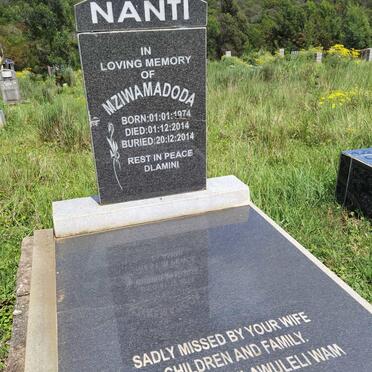 NANTI
IN
LOVING MEMORY
OF
MZIWAMADODA
BORN:01:01:1974
DIED:01:12:2014
BURIED:20:12:2014
REST IN PEACE
DLAMINI
SADLY MISSED BY YOUR WIFE
CHILDREN AND FAMILY.
WAM